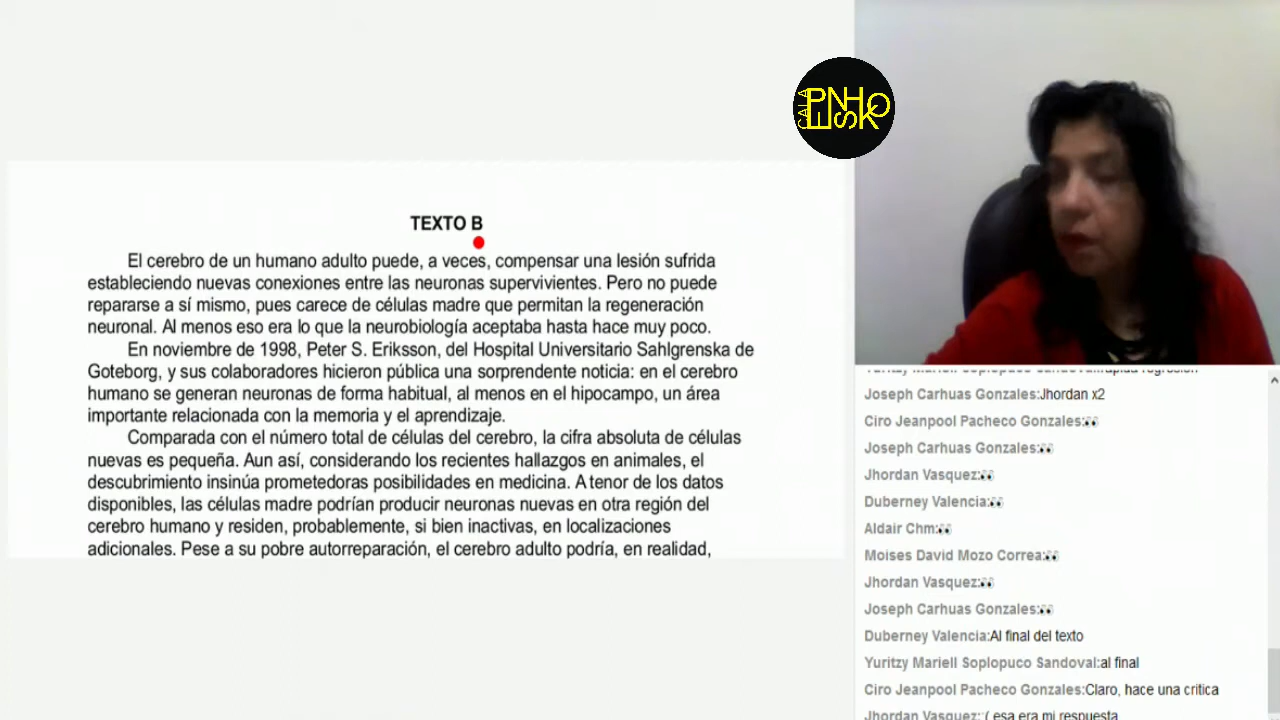 TEXTO B
El cerebro de un humano adulto puede, a veces, compensar una lesión sufrida
estableciendo nuevas conexiones entre las neuronas supervivientes. Pero no puede
repararse a sí mismo, pues carece de células madre que permitan la regeneración
neuronal. Al menos eso era lo que la neurobiología aceptaba hasta hace muy poco.
En noviembre de 1998, Peter S. Eriksson, del Hospital Universitario Sahlgrenska de
Goteborg, y sus colaboradores hicieron pública una sorprendente noticia: en el cerebro
humano se generan neuronas de forma habitual, al menos en el hipocampo, un área
importante relacionada con la memoria y el aprendizaje.
Comparada con el número total de células del cerebro, la cifra absoluta de células
nuevas es pequeña. Aun así, considerando los recientes hallazgos en animales, el
descubrimiento insinúa prometedoras posibilidades en medicina. A tenor de los datos
disponibles, las células madre podrían producir neuronas nuevas en otra región del
cerebro humano y residen, probablemente, si bien inactivas, en localizaciones
adicionales. Pese a su pobre autorreparación, el cerebro adulto podría, en realidad,
CALA
PENSHKO
Joseph Carhuas Gonzales:Jhordan x2
Ciro Jeanpool Pacheco Gonzales:👀
Joseph Carhuas Gonzales:👀
Jhordan Vasquez:👀
Duberney Valencia:👀
Aldair Chm:👀
Moises David Mozo Correa:👀
Jhordan Vasquez:👀
Joseph Carhuas Gonzales:👀
Duberney Valencia:Al final del texto
Yuritzy Mariell Soplopuco Sandoval:al final
Ciro Jeanpool Pacheco Gonzales:Claro, hace una critica
Jhordan Vasquez::( esa era mi respuesta